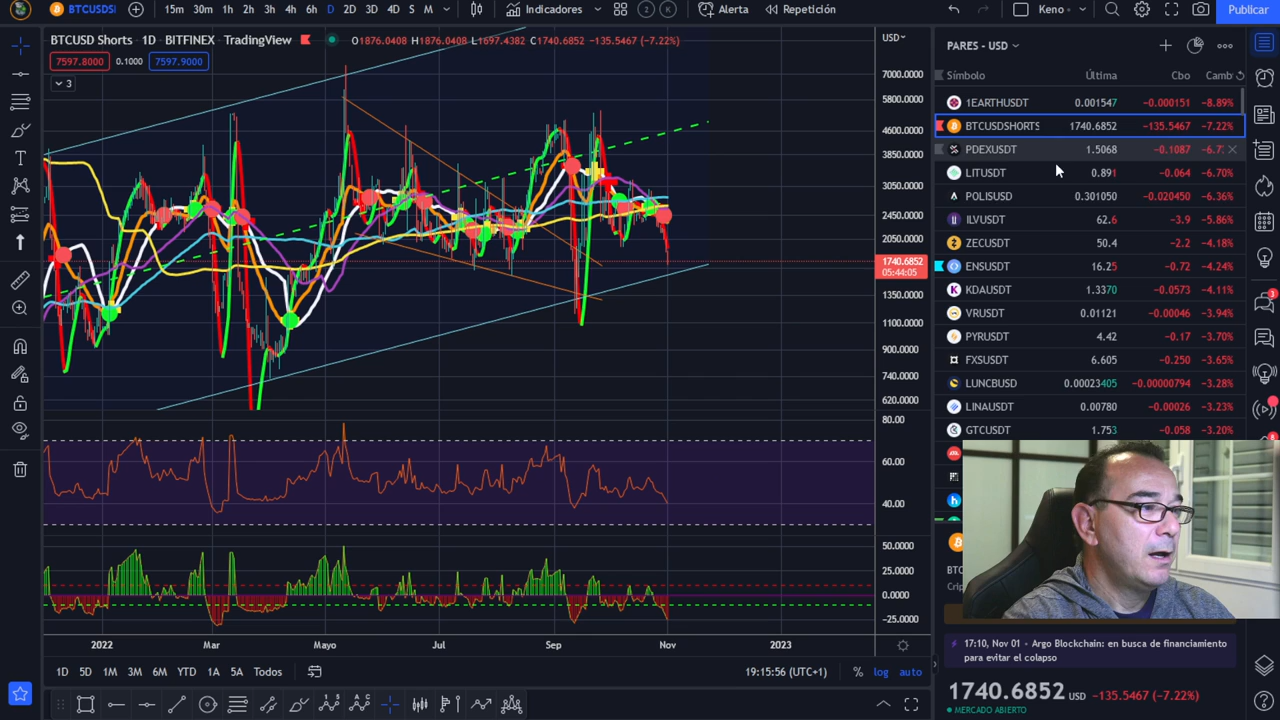 BTCUSDS
15m 30m 1h 2h 3h 4h 6h D 2D 3D 4D S M
Indicadores
2 K
Alerta
Repetición
Keno
Publicar
BTCUSD Shorts · 1D · BITFINEX · TradingView
O1876.0408 H1876.0408 L1697.4382 C1740.6852 −135.5467 (−7.22%)
7597.8000 0.1000 7597.9000
3
USD
7000.0000
5800.0000
4600.0000
3850.0000
3050.0000
2450.0000
2050.0000
1740.6852
05:44:05
1350.0000
1100.0000
900.0000
740.0000
620.0000
80.00
60.00
40.00
50.0000
25.0000
0.0000
−25.0000
2022 Mar Mayo Jul Sep Nov 2023
1D 5D 1M 3M 6M YTD 1A 5A Todos
19:15:56 (UTC+1) % log auto
PARES - USD
Símbolo Última Cbo Camb
1EARTHUSDT 0.001547 −0.000151 −8.89%
BTCUSDSHORTS 1740.6852 −135.5467 −7.22%
PDEXUSDT 1.5068 −0.1087 −6.7
LITUSDT 0.891 −0.064 −6.70%
POLISUSD 0.301050 −0.020450 −6.36%
ILVUSDT 62.6 −3.9 −5.86%
ZECUSDT 50.4 −2.2 −4.18%
ENSUSDT 16.25 −0.72 −4.24%
KDAUSDT 1.3370 −0.0573 −4.11%
VRUSDT 0.01121 −0.00046 −3.94%
PYRUSDT 4.42 −0.17 −3.70%
FXSUSDT 6.605 −0.250 −3.65%
LUNCBUSD 0.00023405 −0.00000794 −3.28%
LINAUSDT 0.00780 −0.00026 −3.23%
GTCUSDT 1.753 −0.058 −3.20%
BTC
Crip
17:10, Nov 01 • Argo Blockchain: en busca de financiamiento
para evitar el colapso
1740.6852 USD −135.5467 (−7.22%)
MERCADO ABIERTO